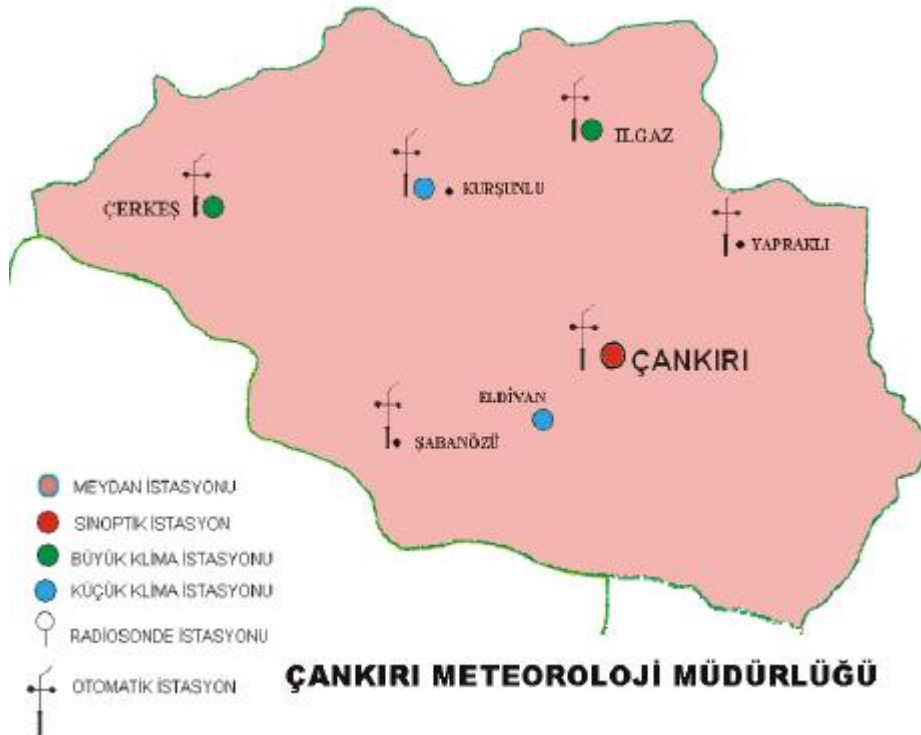 ILGAZ
KURŞUNLU
ÇERKEŞ
YAPRAKLI
ÇANKIRI
ELDİVAN
ŞABANÖZÜ
MEYDAN İSTASYONU
SİNOPTİK İSTASYON
BÜYÜK KLİMA İSTASYONU
KÜÇÜK KLİMA İSTASYONU
RADIOSONDE İSTASYONU
OTOMATİK İSTASYON
ÇANKIRI METEOROLOJİ MÜDÜRLÜĞÜ